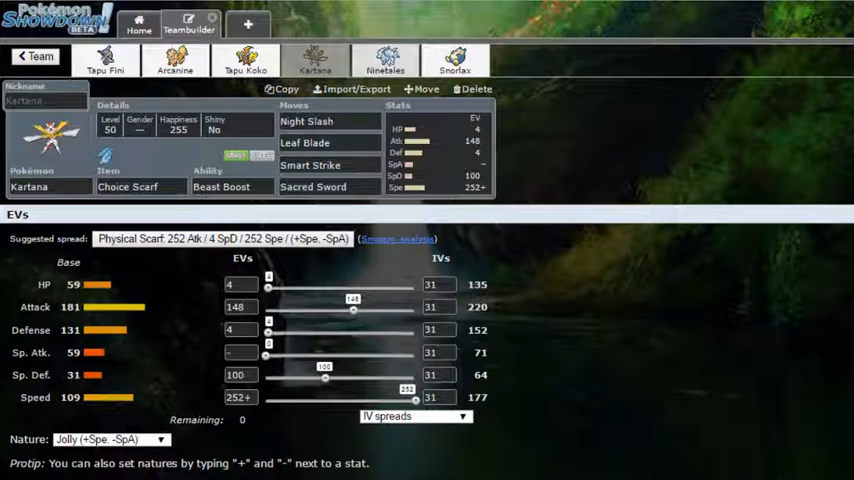 Pokémon
SHOWDOWN!
BETA
Home
Teambuilder
+
< Team
Tapu Fini
Arcanine
Tapu Koko
Kartana
Ninetales
Snorlax
Copy Import/Export Move Delete
Nickname
Kartana
Details
Level Gender Happiness Shiny
50 — 255 No
Pokémon
Kartana
Item
Choice Scarf
Ability
Beast Boost
Moves
Night Slash
Leaf Blade
Smart Strike
Sacred Sword
Stats
EV
HP 4
Atk 148
Def 4
SpA –
SpD 100
Spe 252+
EVs
Suggested spread: Physical Scarf: 252 Atk / 4 SpD / 252 Spe / (+Spe, -SpA) (Smogon analysis)
Base EVs IVs
HP 59 4 4 31 135
Attack 181 148 148 31 220
Defense 131 4 4 31 152
Sp. Atk. 59 - 0 31 71
Sp. Def. 31 100 100 31 64
Speed 109 252+ 252 31 177
Remaining: 0 IV spreads
Nature: Jolly (+Spe, -SpA)
Protip: You can also set natures by typing "+" and "-" next to a stat.